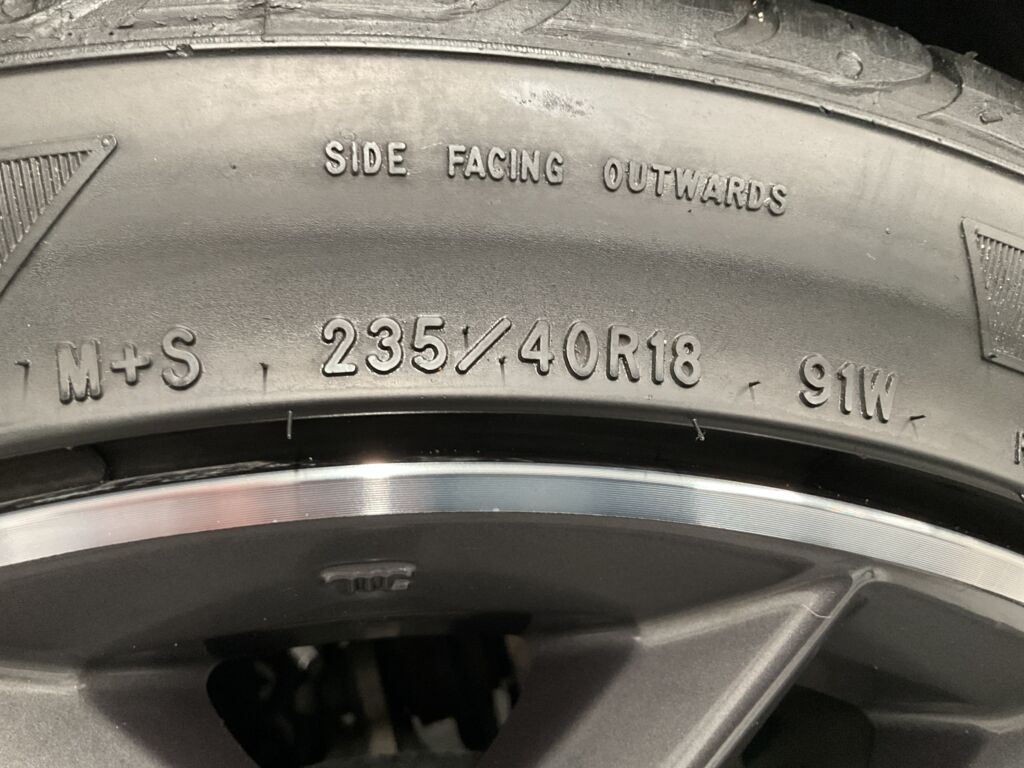 SIDE FACING OUTWARDS
M+S 235/40R18 91W